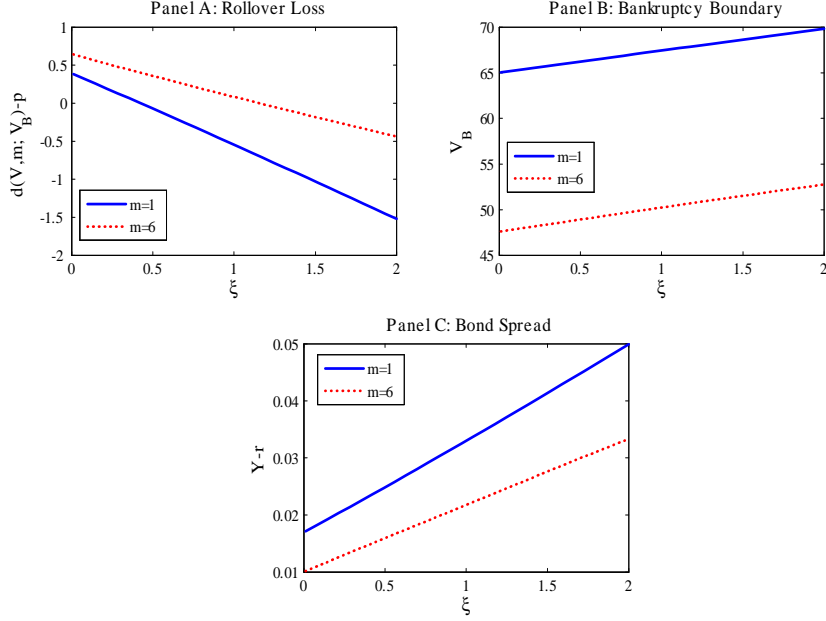 Panel A: Rollover Loss
1
0.5
0
-0.5
-1
-1.5
-2
d(V,m; V_B)-p
m=1
m=6
0
0.5
1
1.5
2
ξ
Panel B: Bankruptcy Boundary
70
65
60
55
50
45
V_B
m=1
m=6
0
0.5
1
1.5
2
ξ
Panel C: Bond Spread
0.05
0.04
0.03
0.02
0.01
Y-r
m=1
m=6
0
0.5
1
1.5
2
ξ